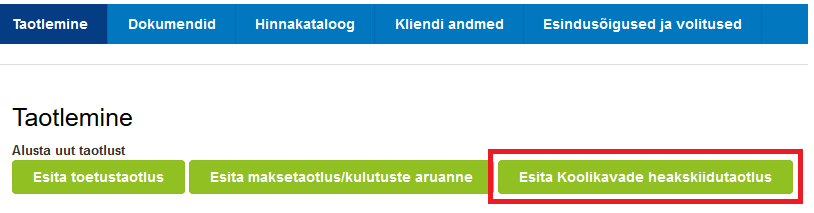 Taotlemine Dokumendid Hinnakataloog Kliendi andmed Esindusõigused ja volitused
Taotlemine
Alusta uut taotlust
Esita toetustaotlus Esita maksetaotlus/kulutuste aruanne Esita Koolikavade heakskiidutaotlus